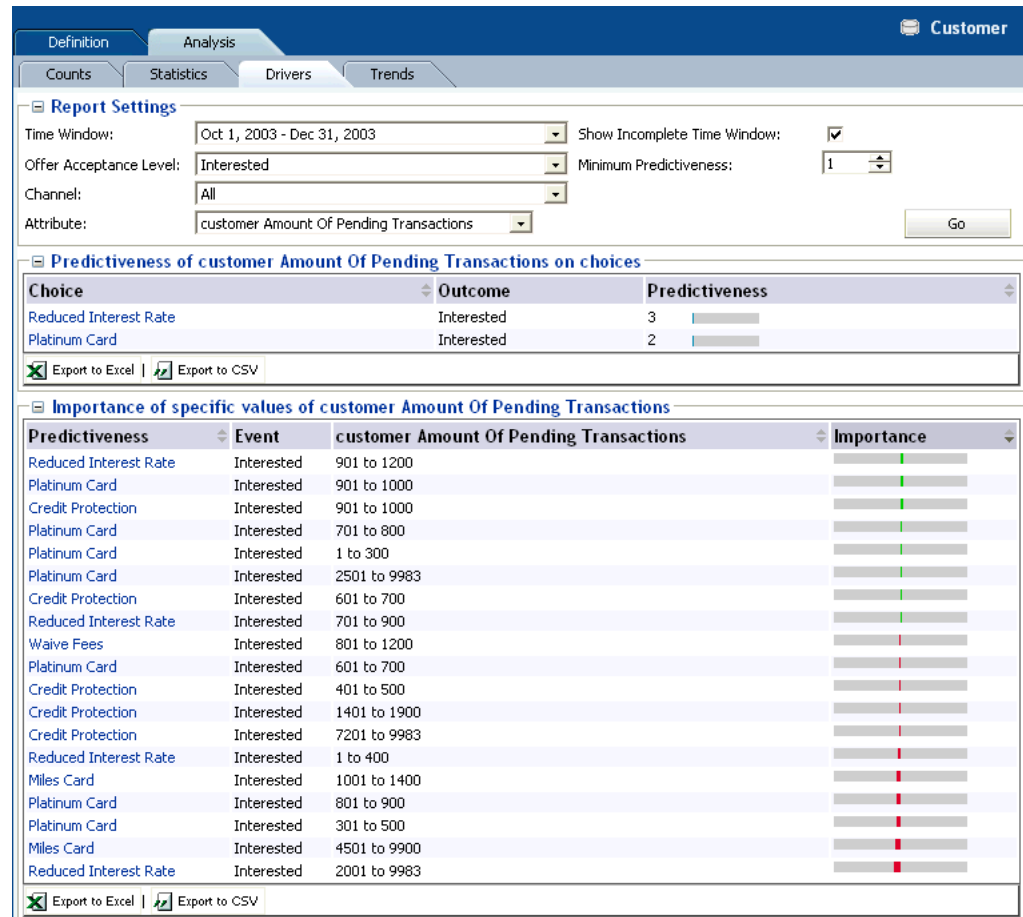 Customer
Definition Analysis
Counts Statistics Drivers Trends
Report Settings
Time Window: Oct 1, 2003 - Dec 31, 2003 Show Incomplete Time Window:
Offer Acceptance Level: Interested Minimum Predictiveness: 1
Channel: All
Attribute: customer Amount Of Pending Transactions Go
Predictiveness of customer Amount Of Pending Transactions on choices
Choice Outcome Predictiveness
Reduced Interest Rate Interested 3
Platinum Card Interested 2
Export to Excel | Export to CSV
Importance of specific values of customer Amount Of Pending Transactions
Predictiveness Event customer Amount Of Pending Transactions Importance
Reduced Interest Rate Interested 901 to 1200
Platinum Card Interested 901 to 1000
Credit Protection Interested 901 to 1000
Platinum Card Interested 701 to 800
Platinum Card Interested 1 to 300
Platinum Card Interested 2501 to 9983
Credit Protection Interested 601 to 700
Reduced Interest Rate Interested 701 to 900
Waive Fees Interested 801 to 1200
Platinum Card Interested 601 to 700
Credit Protection Interested 401 to 500
Credit Protection Interested 1401 to 1900
Credit Protection Interested 7201 to 9983
Reduced Interest Rate Interested 1 to 400
Miles Card Interested 1001 to 1400
Platinum Card Interested 801 to 900
Platinum Card Interested 301 to 500
Miles Card Interested 4501 to 9900
Reduced Interest Rate Interested 2001 to 9983
Export to Excel | Export to CSV